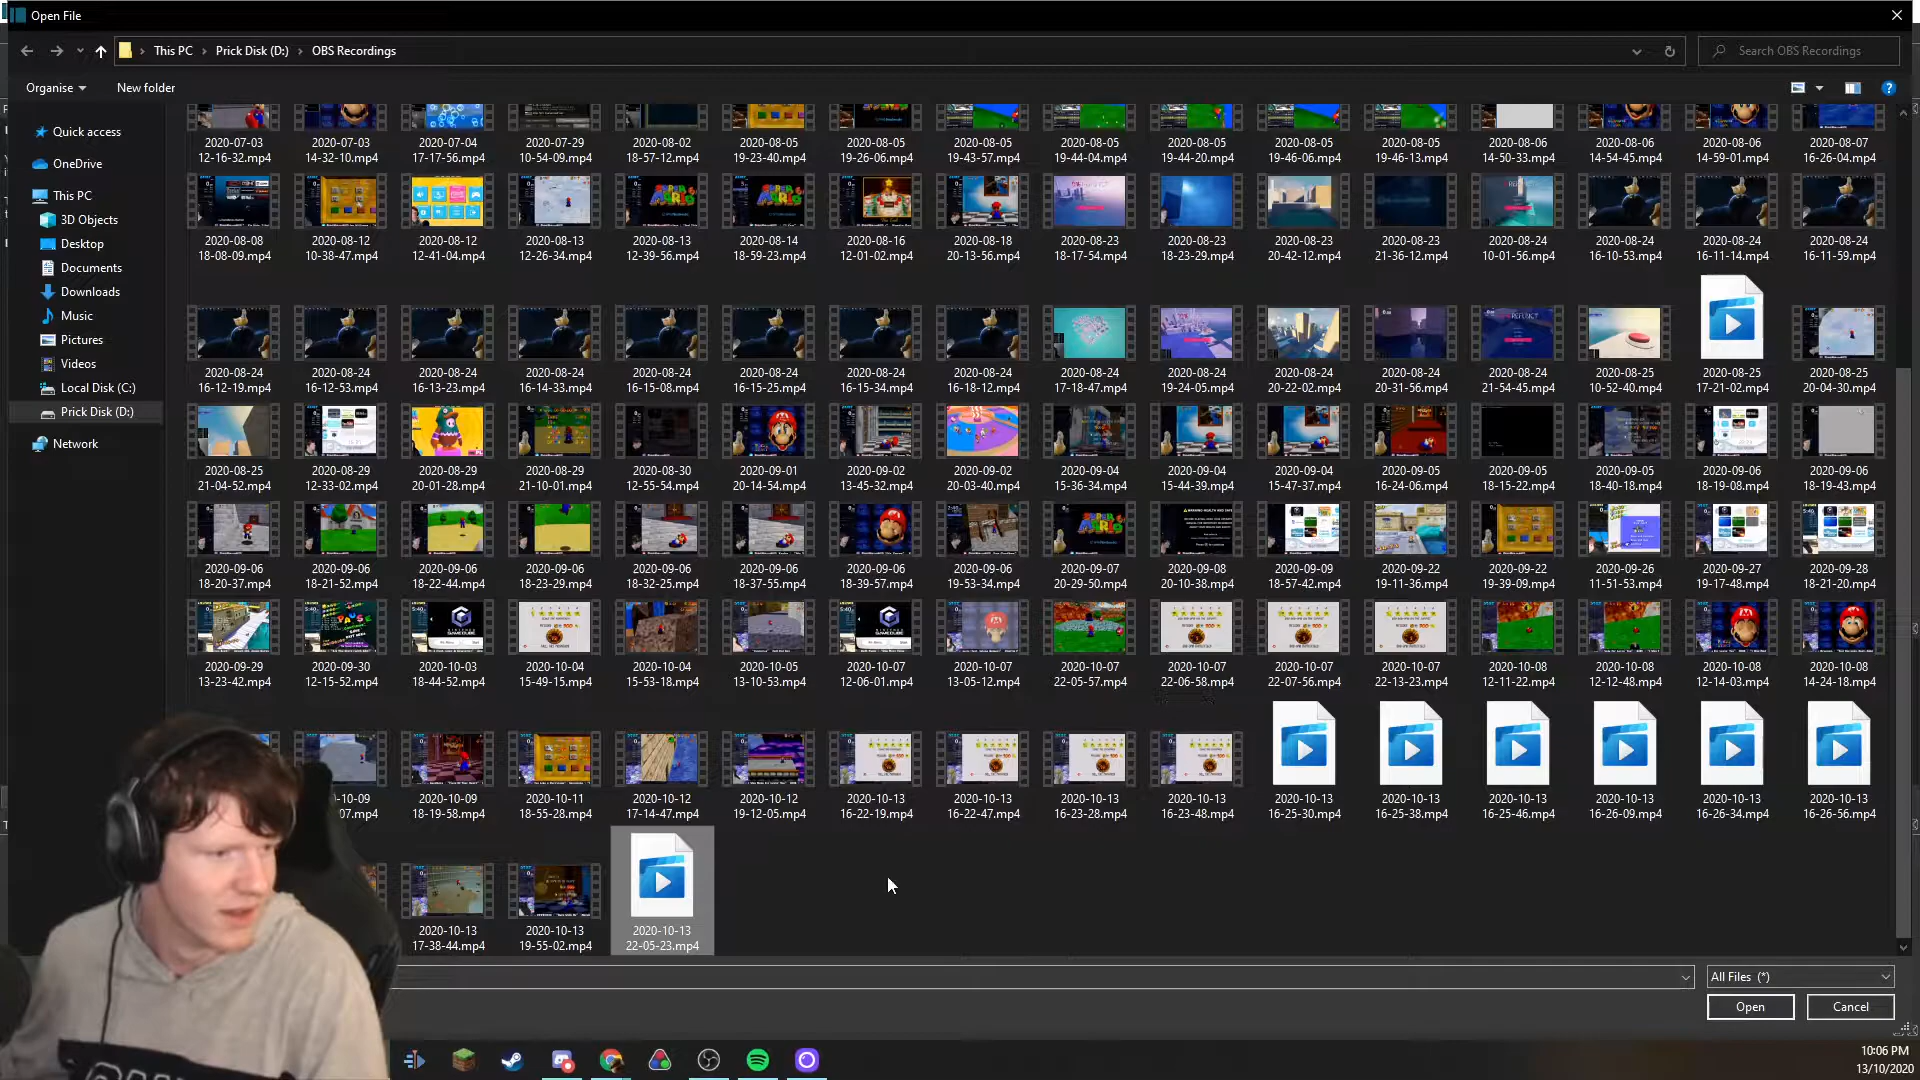 Open File
This PC
Prick Disk (D:)
OBS Recordings
Search OBS Recordings
Organise
New folder
Quick access
OneDrive
This PC
3D Objects
Desktop
Documents
Downloads
Music
Pictures
Videos
Local Disk (C:)
Prick Disk (D:)
Network
2020-07-03 2020-07-03 2020-07-04 2020-07-29 2020-08-02 2020-08-05 2020-08-05 2020-08-05 2020-08-05 2020-08-05 2020-08-05 2020-08-05 2020-08-06 2020-08-06 2020-08-06 2020-08-07
12-16-32.mp4 14-32-10.mp4 17-17-56.mp4 10-54-09.mp4 18-57-12.mp4 19-23-40.mp4 19-26-06.mp4 19-43-57.mp4 19-44-04.mp4 19-44-20.mp4 19-46-06.mp4 19-46-13.mp4 14-50-33.mp4 14-54-45.mp4 14-59-01.mp4 16-26-04.mp4
2020-08-08 2020-08-12 2020-08-12 2020-08-13 2020-08-13 2020-08-14 2020-08-16 2020-08-18 2020-08-23 2020-08-23 2020-08-23 2020-08-23 2020-08-24 2020-08-24 2020-08-24 2020-08-24
18-08-09.mp4 10-38-47.mp4 12-41-04.mp4 12-26-34.mp4 12-39-56.mp4 18-59-23.mp4 12-01-02.mp4 20-13-56.mp4 18-17-54.mp4 18-23-29.mp4 20-42-12.mp4 21-36-12.mp4 10-01-56.mp4 16-10-53.mp4 16-11-14.mp4 16-11-59.mp4
2020-08-24 2020-08-24 2020-08-24 2020-08-24 2020-08-24 2020-08-24 2020-08-24 2020-08-24 2020-08-24 2020-08-24 2020-08-24 2020-08-24 2020-08-24 2020-08-25 2020-08-25 2020-08-25
16-12-19.mp4 16-12-53.mp4 16-13-23.mp4 16-14-33.mp4 16-15-08.mp4 16-15-25.mp4 16-15-34.mp4 16-18-12.mp4 17-18-47.mp4 19-24-05.mp4 20-22-02.mp4 20-31-56.mp4 21-54-45.mp4 10-52-40.mp4 17-21-02.mp4 20-04-30.mp4
2020-08-25 2020-08-29 2020-08-29 2020-08-29 2020-08-30 2020-09-01 2020-09-02 2020-09-02 2020-09-04 2020-09-04 2020-09-04 2020-09-05 2020-09-05 2020-09-05 2020-09-06 2020-09-06
21-04-52.mp4 12-33-02.mp4 20-01-28.mp4 21-10-01.mp4 12-55-54.mp4 20-14-54.mp4 13-45-32.mp4 20-03-40.mp4 15-36-34.mp4 15-44-39.mp4 15-47-37.mp4 16-24-06.mp4 18-15-22.mp4 18-40-18.mp4 18-19-08.mp4 18-19-43.mp4
2020-09-06 2020-09-06 2020-09-06 2020-09-06 2020-09-06 2020-09-06 2020-09-06 2020-09-06 2020-09-07 2020-09-08 2020-09-09 2020-09-22 2020-09-22 2020-09-26 2020-09-27 2020-09-28
18-20-37.mp4 18-21-52.mp4 18-22-44.mp4 18-23-29.mp4 18-32-25.mp4 18-37-55.mp4 18-39-57.mp4 19-53-34.mp4 20-29-50.mp4 20-10-38.mp4 18-57-42.mp4 19-11-36.mp4 19-39-09.mp4 11-51-53.mp4 19-17-48.mp4 18-21-20.mp4
2020-09-29 2020-09-30 2020-10-03 2020-10-04 2020-10-04 2020-10-05 2020-10-07 2020-10-07 2020-10-07 2020-10-07 2020-10-07 2020-10-07 2020-10-08 2020-10-08 2020-10-08 2020-10-08
13-23-42.mp4 12-15-52.mp4 18-44-52.mp4 15-49-15.mp4 15-53-18.mp4 13-10-53.mp4 12-06-01.mp4 13-05-12.mp4 22-05-57.mp4 22-06-58.mp4 22-07-56.mp4 22-13-23.mp4 12-11-22.mp4 12-12-48.mp4 12-14-03.mp4 14-24-18.mp4
-10-09 2020-10-09 2020-10-11 2020-10-12 2020-10-12 2020-10-13 2020-10-13 2020-10-13 2020-10-13 2020-10-13 2020-10-13 2020-10-13 2020-10-13 2020-10-13 2020-10-13
07.mp4 18-19-58.mp4 18-55-28.mp4 17-14-47.mp4 19-12-05.mp4 16-22-19.mp4 16-22-47.mp4 16-23-28.mp4 16-23-48.mp4 16-25-30.mp4 16-25-38.mp4 16-25-46.mp4 16-26-09.mp4 16-26-34.mp4 16-26-56.mp4
2020-10-13 2020-10-13 2020-10-13
17-38-44.mp4 19-55-02.mp4 22-05-23.mp4
All Files (*)
Open
Cancel
10:06 PM
13/10/2020